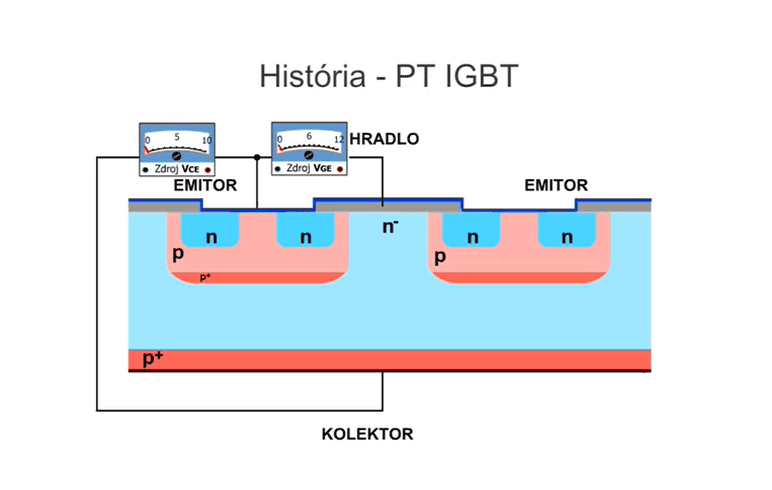 História - PT IGBT
0 5 10
Zdroj VCE
0 6 12
Zdroj VGE
HRADLO
EMITOR
EMITOR
n n n⁻ n n
p p
p⁺
p⁺
KOLEKTOR